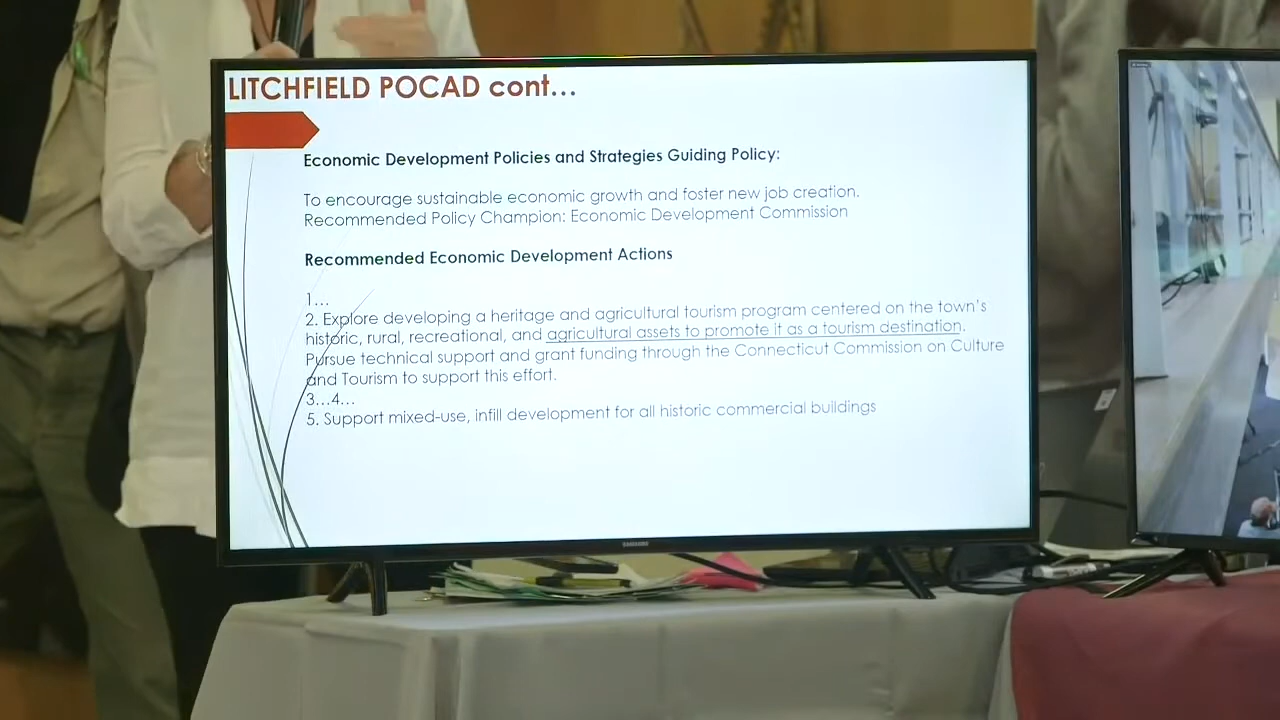 LITCHFIELD POCAD cont...
Economic Development Policies and Strategies Guiding Policy:
To encourage sustainable economic growth and foster new job creation.
Recommended Policy Champion: Economic Development Commission
Recommended Economic Development Actions
1...
2. Explore developing a heritage and agricultural tourism program centered on the town's
historic, rural, recreational, and agricultural assets to promote it as a tourism destination.
Pursue technical support and grant funding through the Connecticut Commission on Culture
and Tourism to support this effort.
3...4...
5. Support mixed-use, infill development for all historic commercial buildings
SAMSUNG